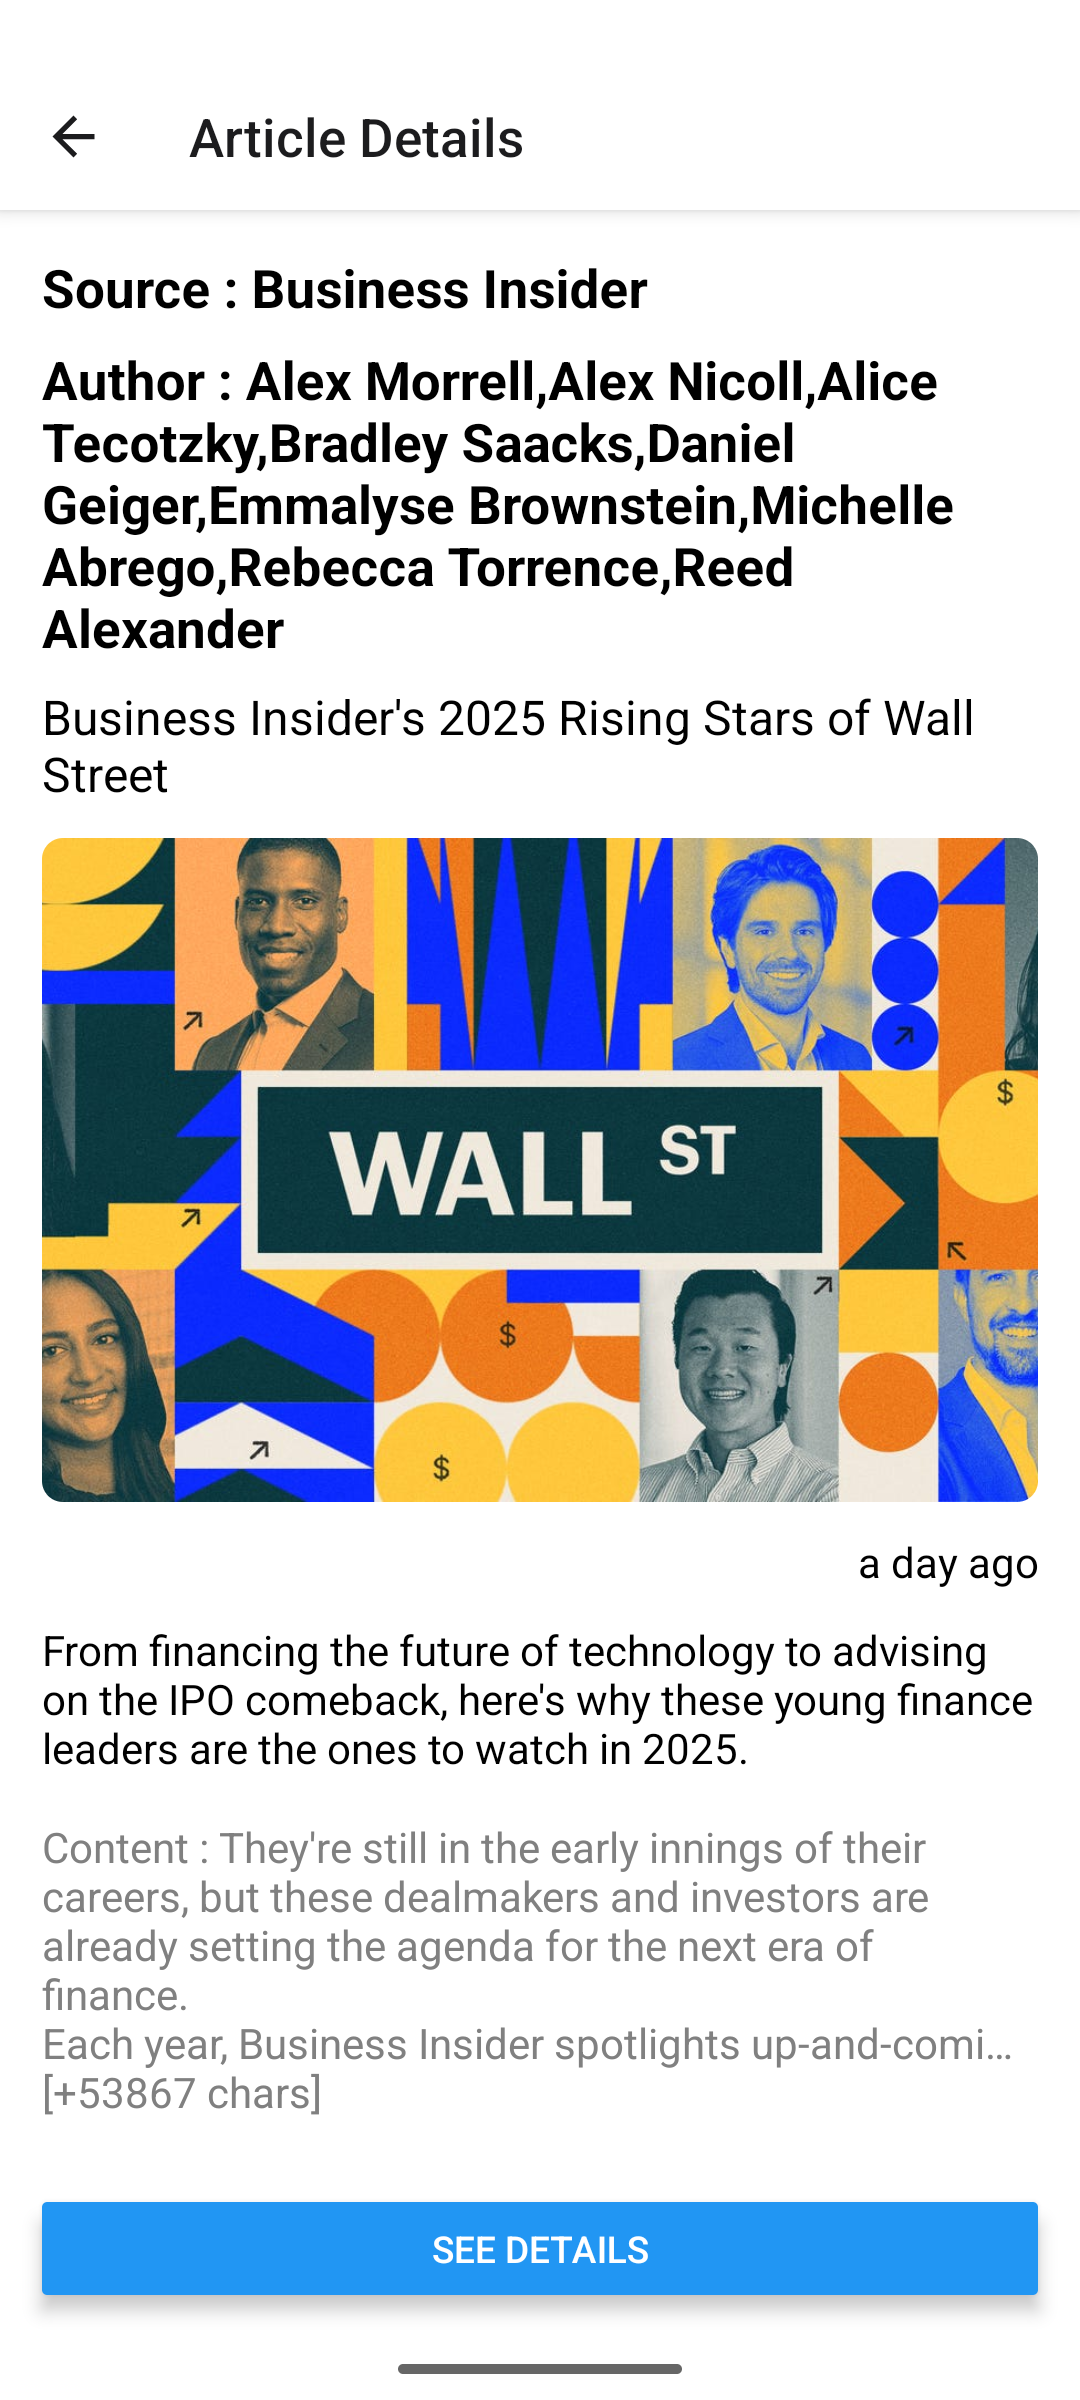 Article Details
Source : Business Insider
Author : Alex Morrell,Alex Nicoll,Alice
Tecotzky,Bradley Saacks,Daniel
Geiger,Emmalyse Brownstein,Michelle
Abrego,Rebecca Torrence,Reed
Alexander
Business Insider's 2025 Rising Stars of Wall
Street
$
WALL ST
$
$
a day ago
From financing the future of technology to advising
on the IPO comeback, here's why these young finance
leaders are the ones to watch in 2025.
Content : They're still in the early innings of their
careers, but these dealmakers and investors are
already setting the agenda for the next era of
finance.
Each year, Business Insider spotlights up-and-comi…
[+53867 chars]
SEE DETAILS